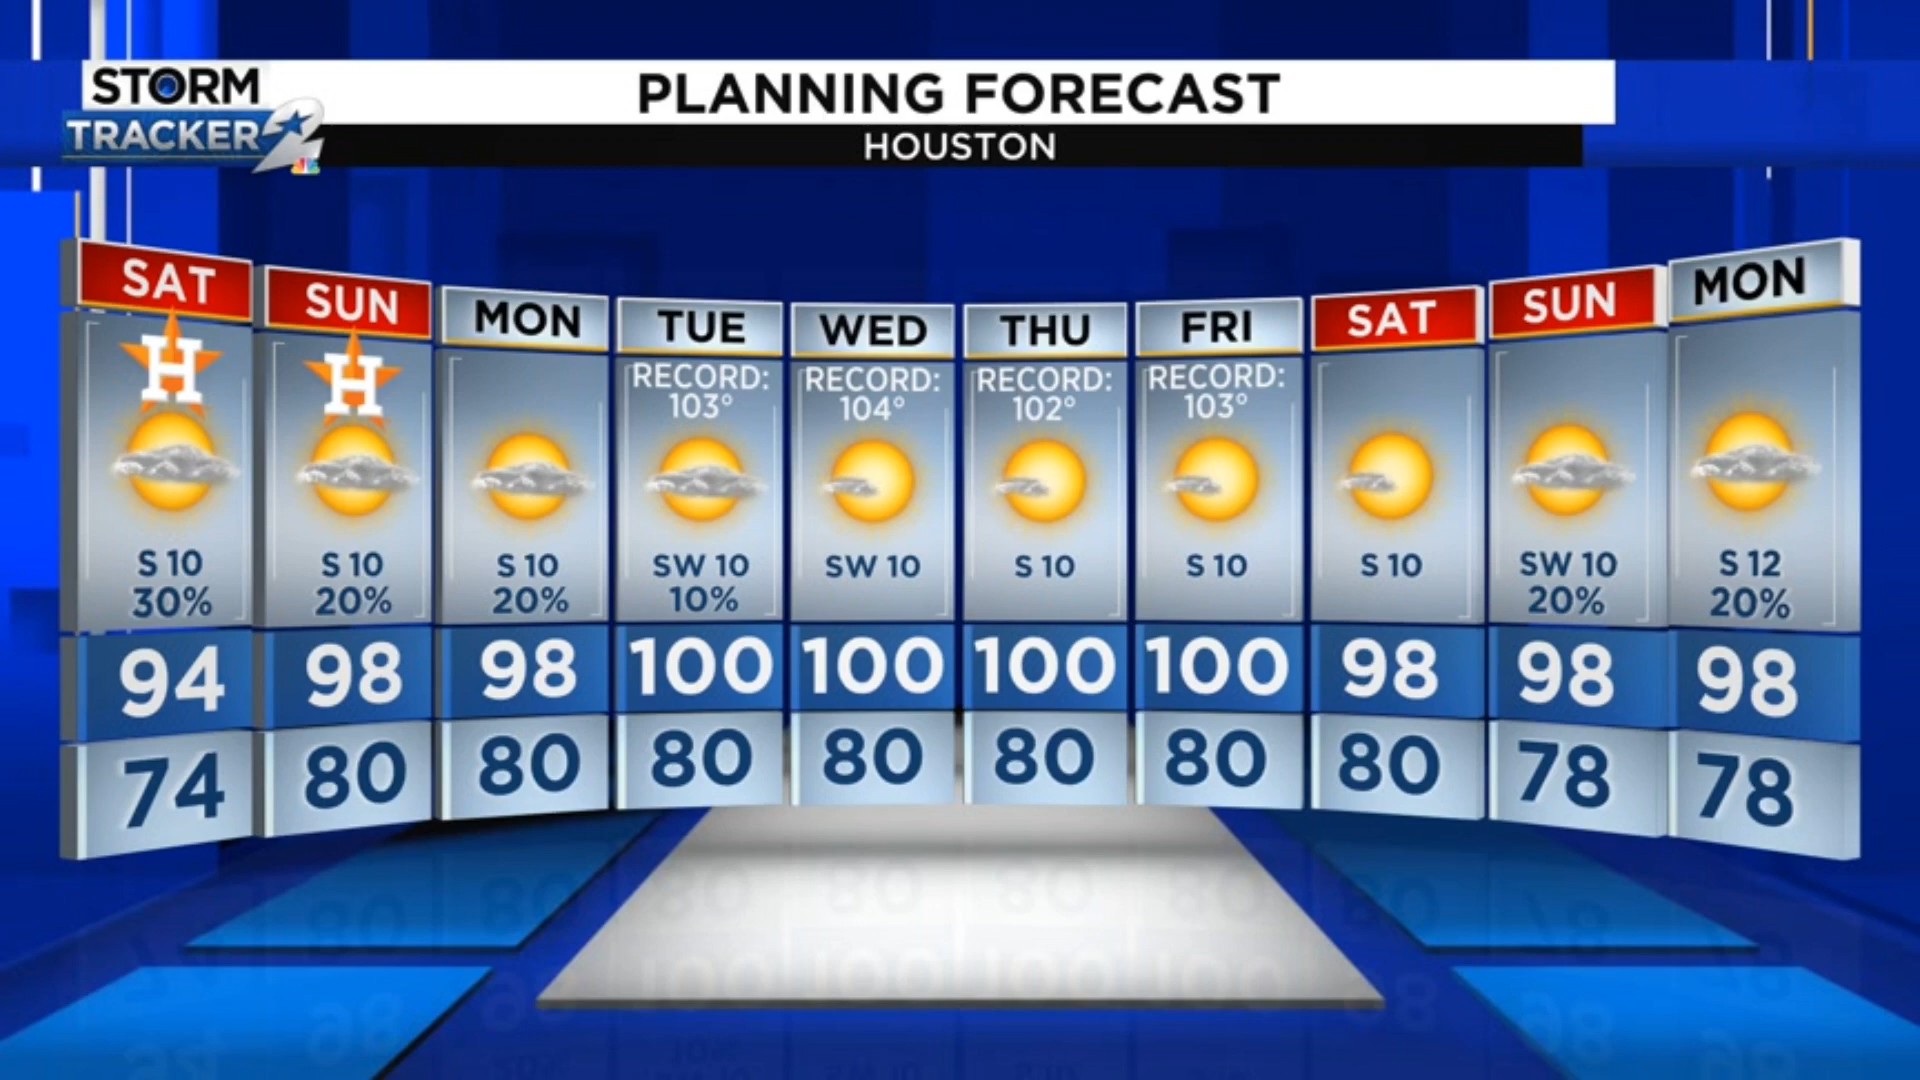 STORM
TRACKER 2
PLANNING FORECAST
HOUSTON
SAT
H
S 10
30%
94
74
SUN
H
S 10
20%
98
80
MON
S 10
20%
98
80
TUE
RECORD:
103°
SW 10
10%
100
80
WED
RECORD:
104°
SW 10
100
80
THU
RECORD:
102°
S 10
100
80
FRI
RECORD:
103°
S 10
100
80
SAT
S 10
98
80
SUN
SW 10
20%
98
78
MON
S 12
20%
98
78